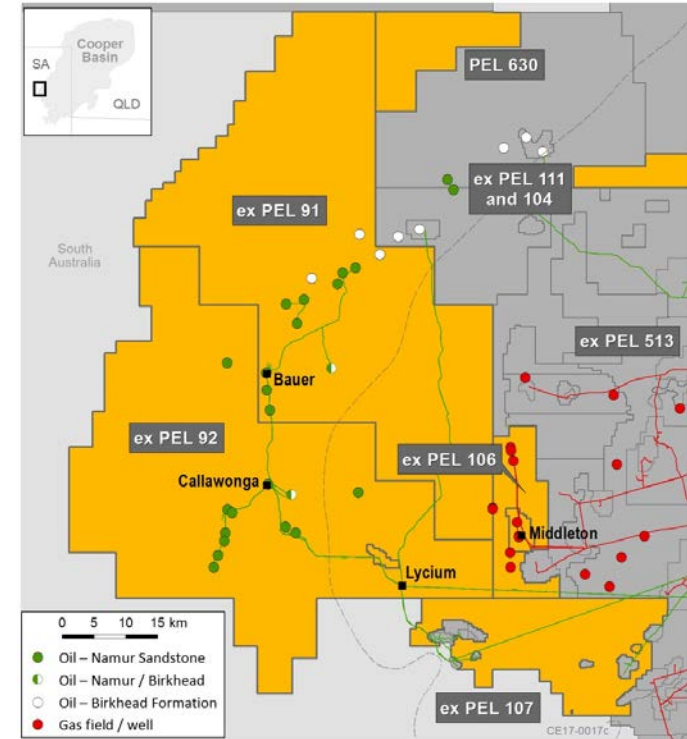 Cooper
Basin
SA
QLD
PEL 630
ex PEL 111
and 104
ex PEL 91
South
Australia
ex PEL 513
Bauer
ex PEL 92
ex PEL 106
Callawonga
Middleton
Lycium
0 5 10 15 km
Oil – Namur Sandstone
Oil – Namur / Birkhead
Oil – Birkhead Formation
Gas field / well
ex PEL 107
CE17-0017c